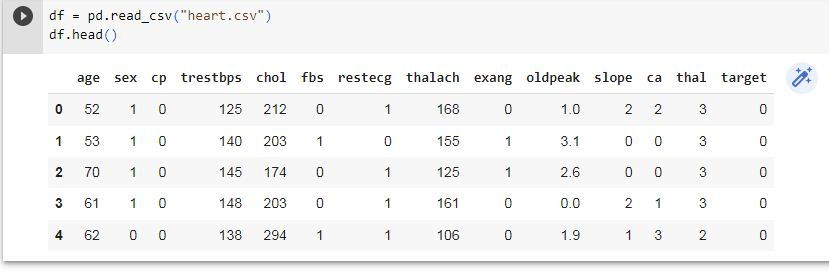 df = pd.read_csv("heart.csv")
df.head()
age sex cp trestbps chol fbs restecg thalach exang oldpeak slope ca thal target
0 52 1 0 125 212 0 1 168 0 1.0 2 2 3 0
1 53 1 0 140 203 1 0 155 1 3.1 0 0 3 0
2 70 1 0 145 174 0 1 125 1 2.6 0 0 3 0
3 61 1 0 148 203 0 1 161 0 0.0 2 1 3 0
4 62 0 0 138 294 1 1 106 0 1.9 1 3 2 0